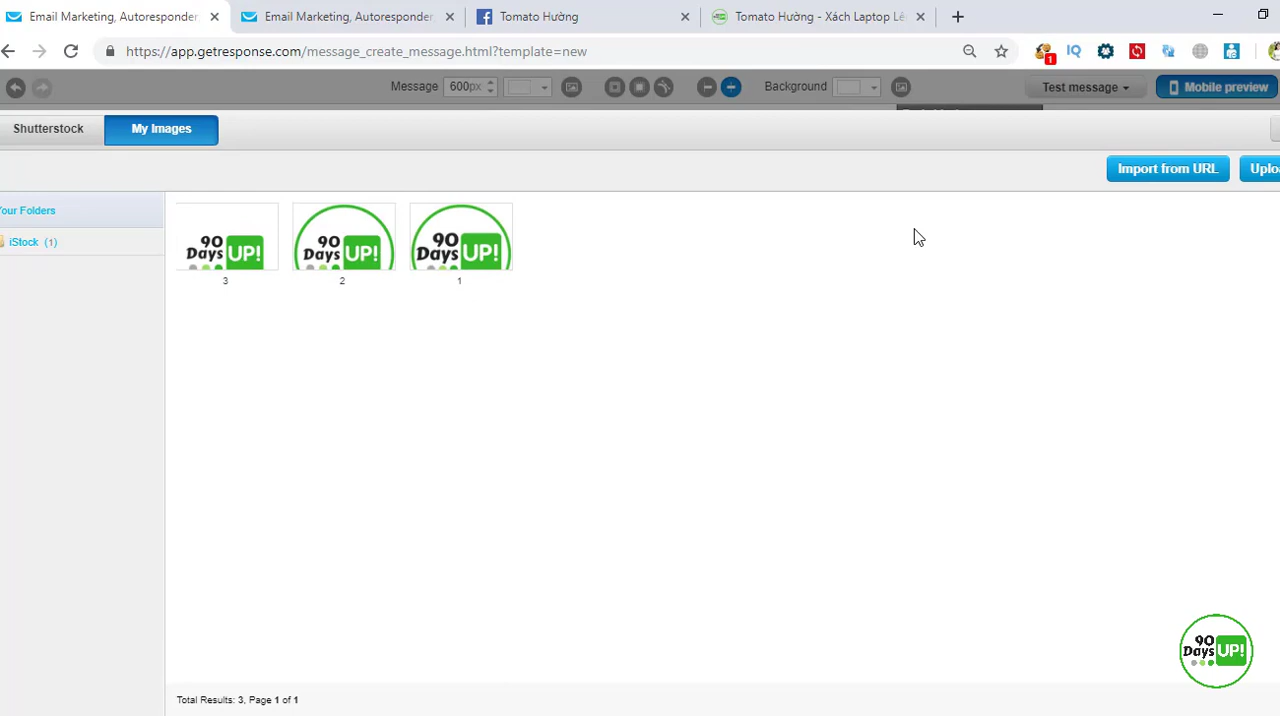 Email Marketing, Autoresponder
Email Marketing, Autoresponder
Tomato Hường
Tomato Hường - Xách Laptop Lê
https://app.getresponse.com/message_create_message.html?template=new
1
IQ
Message
600px
Background
Test message
Mobile preview
Shutterstock
My Images
Import from URL
Uplo
Your Folders
iStock (1)
90 Days UP!
90 Days UP!
90 Days UP!
3
2
1
90
Days UP!
Total Results: 3, Page 1 of 1